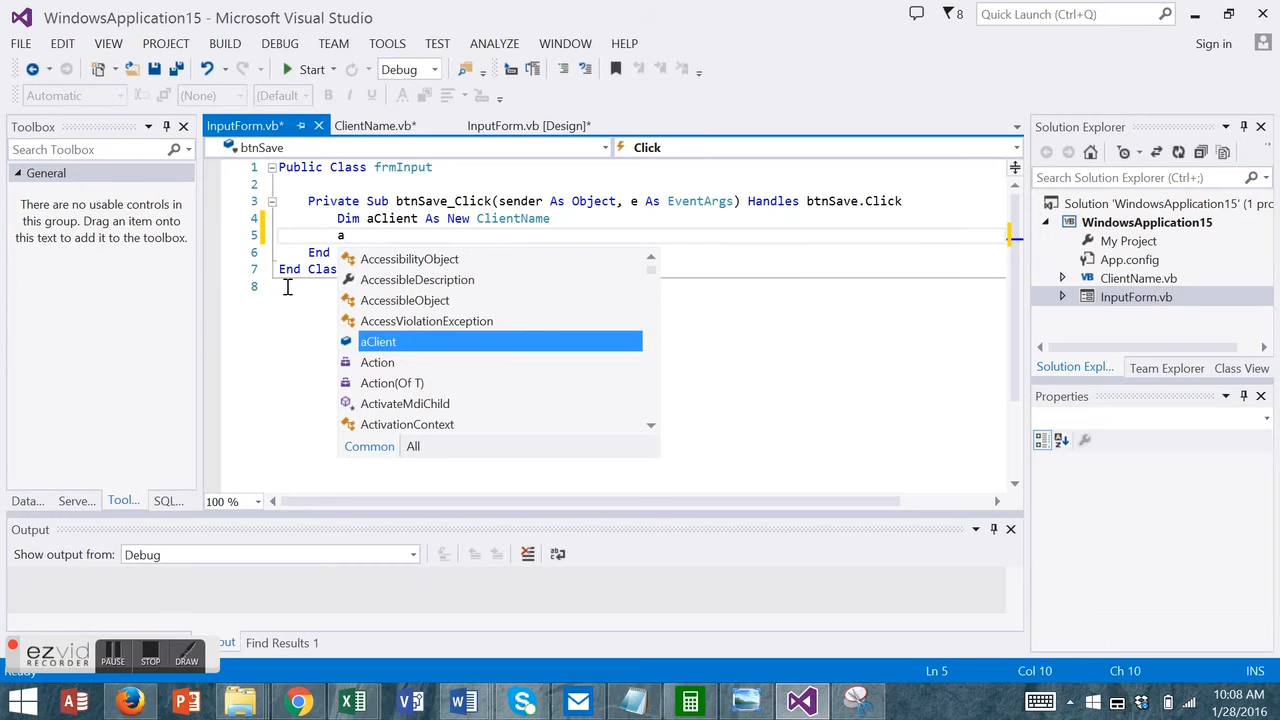 WindowsApplication15 - Microsoft Visual Studio
8
Quick Launch (Ctrl+Q)
FILE EDIT VIEW PROJECT BUILD DEBUG TEAM TOOLS TEST ANALYZE WINDOW HELP
Sign in
Start Debug
Automatic (None) (Default
Toolbox
Search Toolbox
General
There are no usable controls in
this group. Drag an item onto
this text to add it to the toolbox.
Data... Serve... Tool... SQL...
InputForm.vb* ClientName.vb* InputForm.vb [Design]*
btnSave Click
1 Public Class frmInput
2
3 Private Sub btnSave_Click(sender As Object, e As EventArgs) Handles btnSave.Click
4 Dim aClient As New ClientName
5 a
6 End
7 End Clas
8
AccessibilityObject
AccessibleDescription
AccessibleObject
AccessViolationException
aClient
Action
Action(Of T)
ActivateMdiChild
ActivationContext
Common All
100 %
Solution Explorer
Search Solution Explorer (Ctrl+;)
Solution 'WindowsApplication15' (1 proj
WindowsApplication15
My Project
App.config
ClientName.vb
InputForm.vb
Solution Expl... Team Explorer Class View
Properties
Output
Show output from: Debug
Find Results 1
ezvid
RECORDER
PAUSE STOP DRAW
Ln 5 Col 10 Ch 10 INS
10:08 AM
1/28/2016